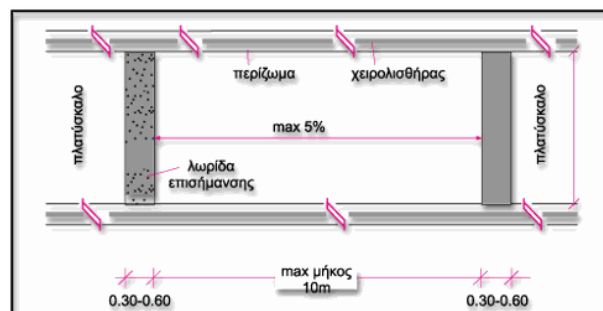 περίζωμα
χειρολισθήρας
πλατύσκαλο
max 5%
πλατύσκαλο
λωρίδα
επισήμανσης
max μήκος
10m
0.30-0.60
0.30-0.60